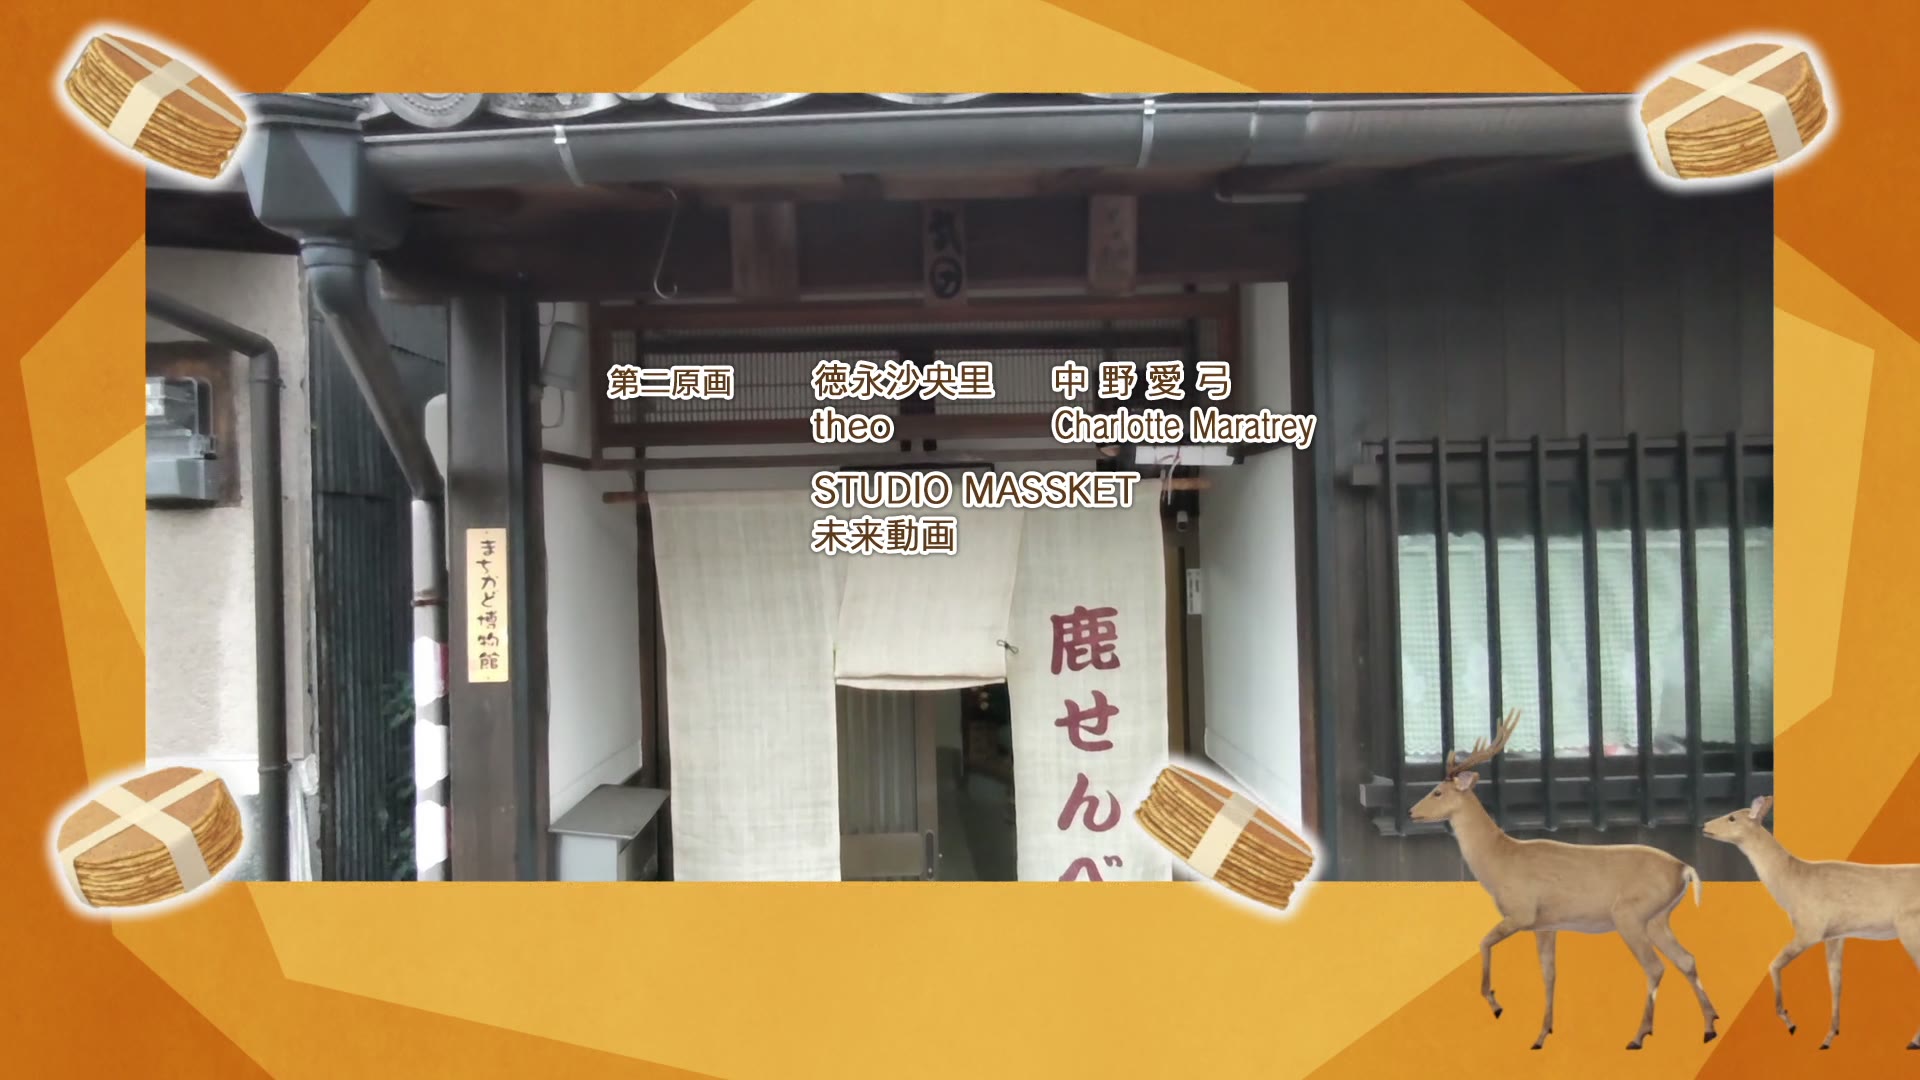 第二原画 徳永沙央里 中野愛弓
theo Charlotte Maratrey
STUDIO MASSKET
未来動画
まちかど博物館
鹿せんべ